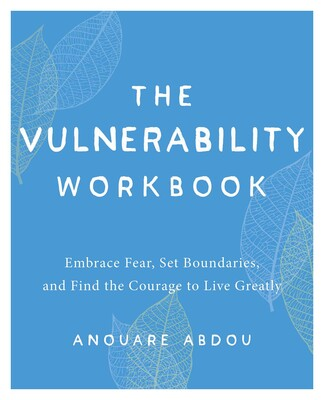 THE
VULNERABILITY
WORKBOOK
Embrace Fear, Set Boundaries,
and Find the Courage to Live Greatly
ANOUARE ABDOU